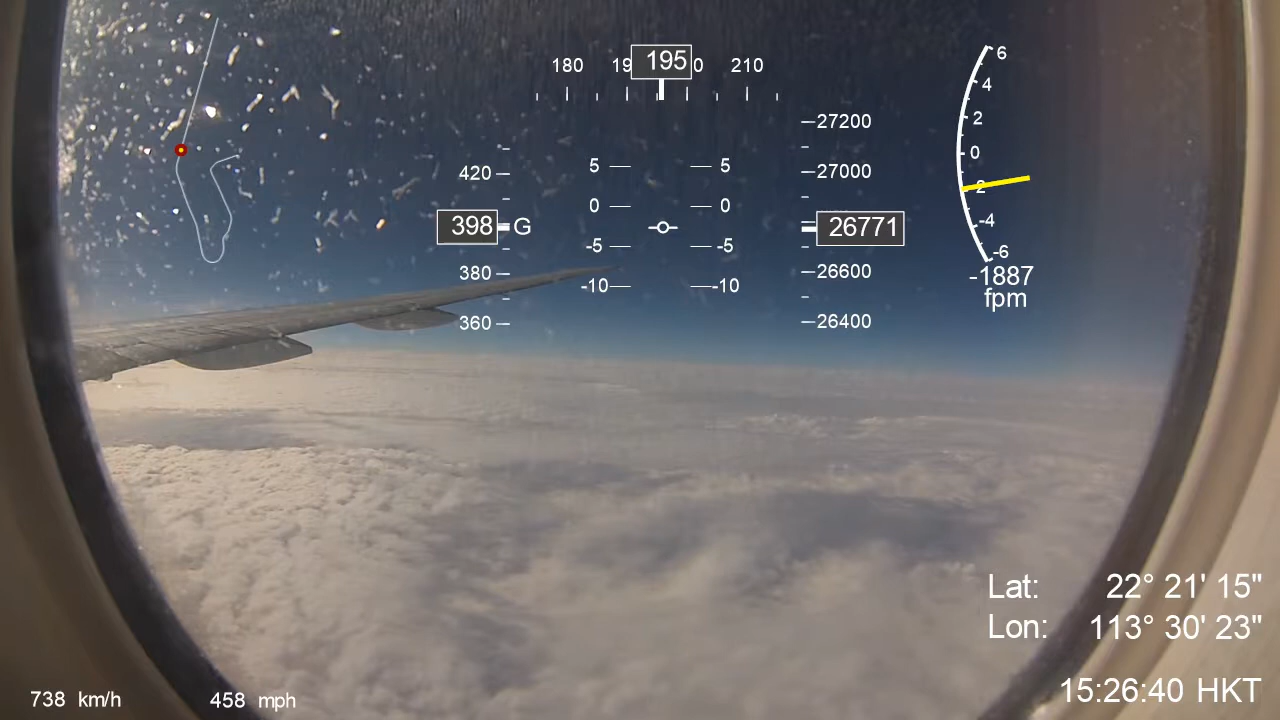 180 19 195 0 210
27200
27000
26771
26600
26400
420
398 G
380
360
5 5
0 0
-5 -5
-10 -10
6
4
2
0
-2
-4
-6
-1887
fpm
Lat: 22° 21' 15"
Lon: 113° 30' 23"
15:26:40 HKT
738 km/h 458 mph